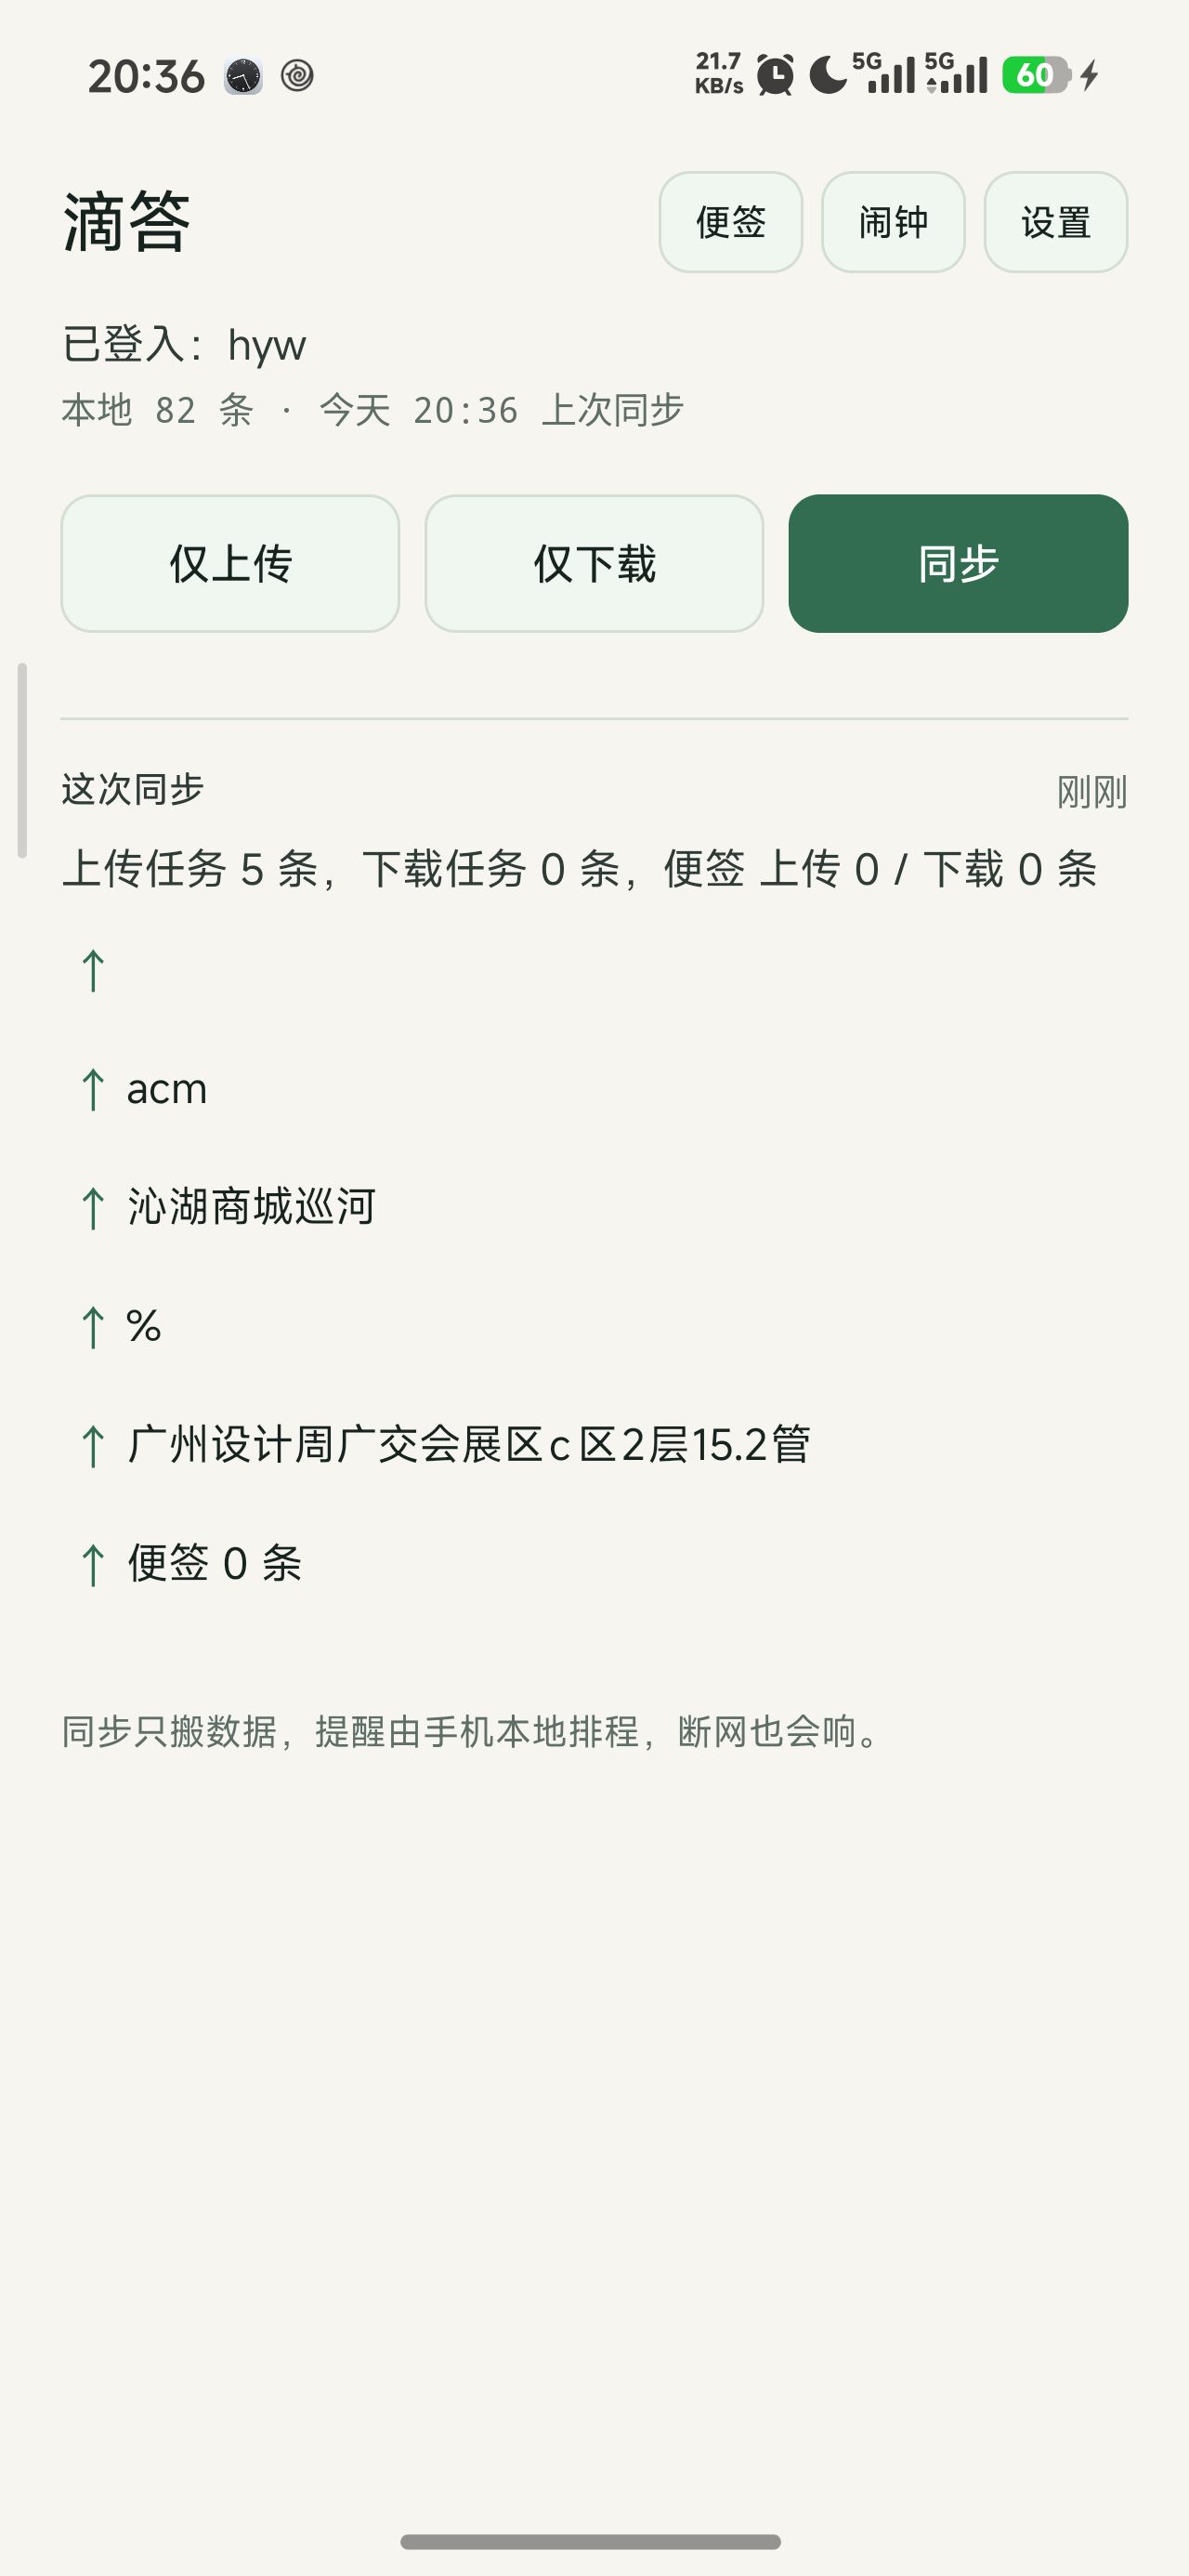 20:36 21.7 KB/s 5G 5G 60
滴答 便签 闹钟 设置
已登入：hyw
本地 82 条 · 今天 20:36 上次同步
仅上传 仅下载 同步
这次同步 刚刚
上传任务 5 条，下载任务 0 条，便签 上传 0 / 下载 0 条
↑
↑ acm
↑ 沁湖商城巡河
↑ %
↑ 广州设计周广交会展区c区2层15.2管
↑ 便签 0 条
同步只搬数据，提醒由手机本地排程，断网也会响。